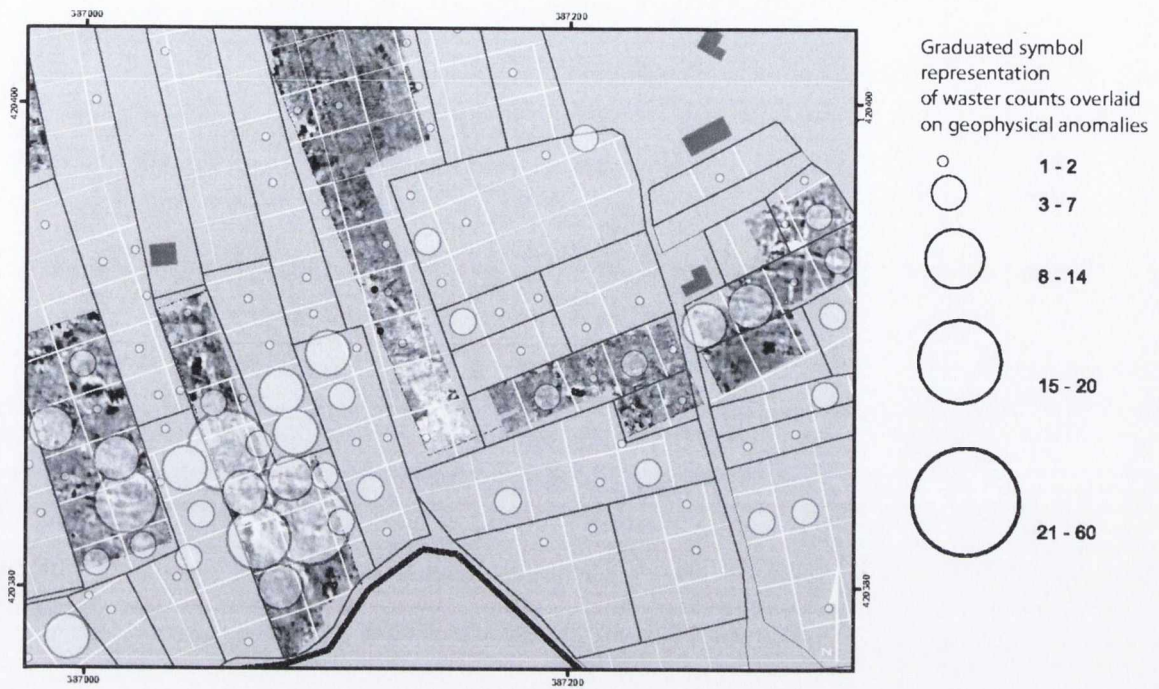 387000
387200
420400
420400
420380
420380
387000
387200
N
Graduated symbol
representation
of waster counts overlaid
on geophysical anomalies
1 - 2
3 - 7
8 - 14
15 - 20
21 - 60